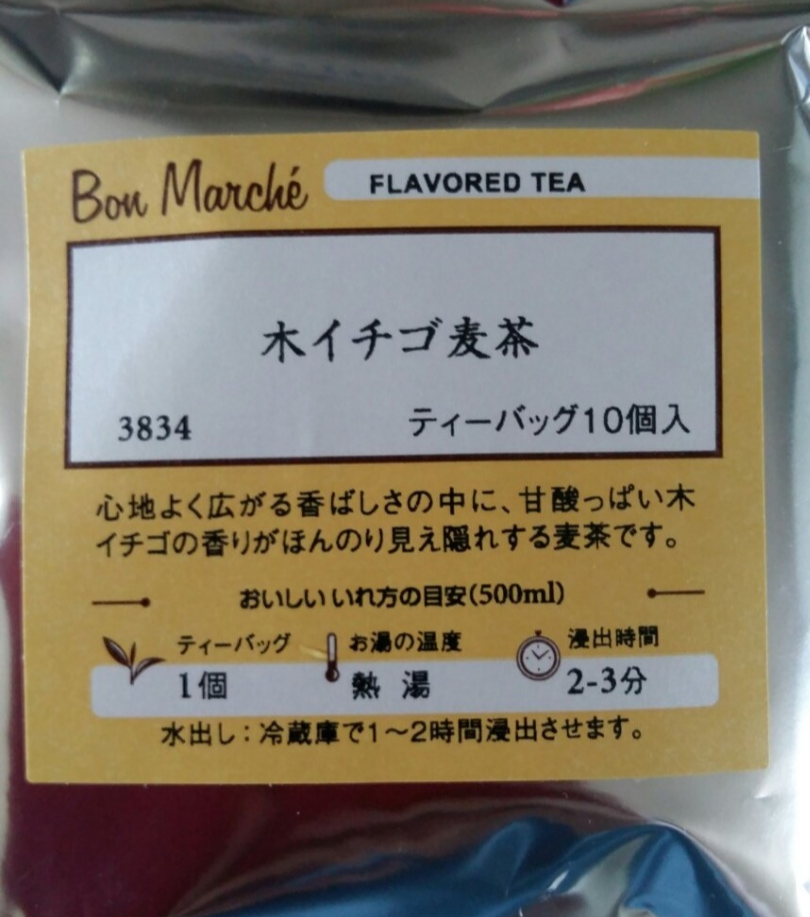 Bon Marché
FLAVORED TEA
木イチゴ麦茶
3834
ティーバッグ10個入
心地よく広がる香ばしさの中に、甘酸っぱい木
イチゴの香りがほんのり見え隠れする麦茶です。
おいしいいれ方の目安(500ml)
ティーバッグ
1個
お湯の温度
熱 湯
浸出時間
2-3分
水出し:冷蔵庫で1〜2時間浸出させます。